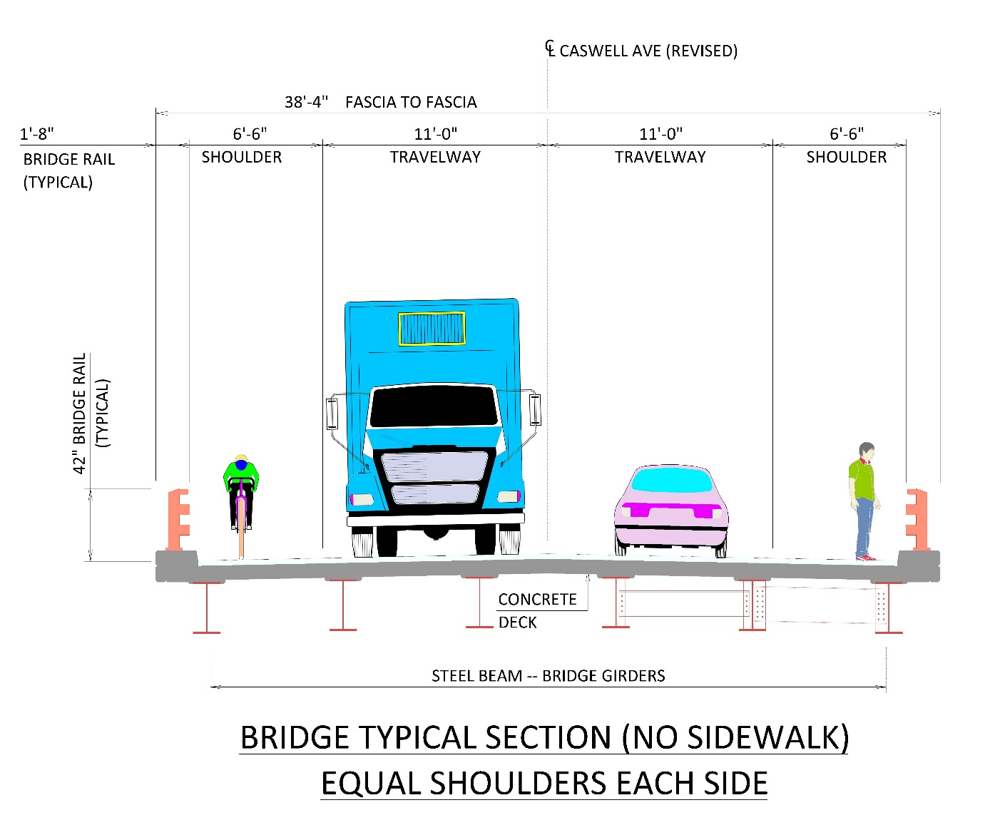 ℄ CASWELL AVE (REVISED)
38'-4" FASCIA TO FASCIA
1'-8" 6'-6" 11'-0" 11'-0" 6'-6"
BRIDGE RAIL SHOULDER TRAVELWAY TRAVELWAY SHOULDER
(TYPICAL)
42" BRIDGE RAIL
(TYPICAL)
CONCRETE
DECK
STEEL BEAM -- BRIDGE GIRDERS
BRIDGE TYPICAL SECTION (NO SIDEWALK)
EQUAL SHOULDERS EACH SIDE